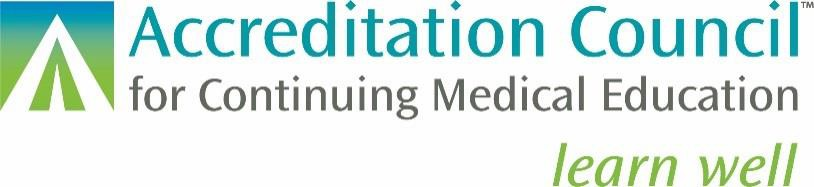 Accreditation Council™
for Continuing Medical Education
learn well